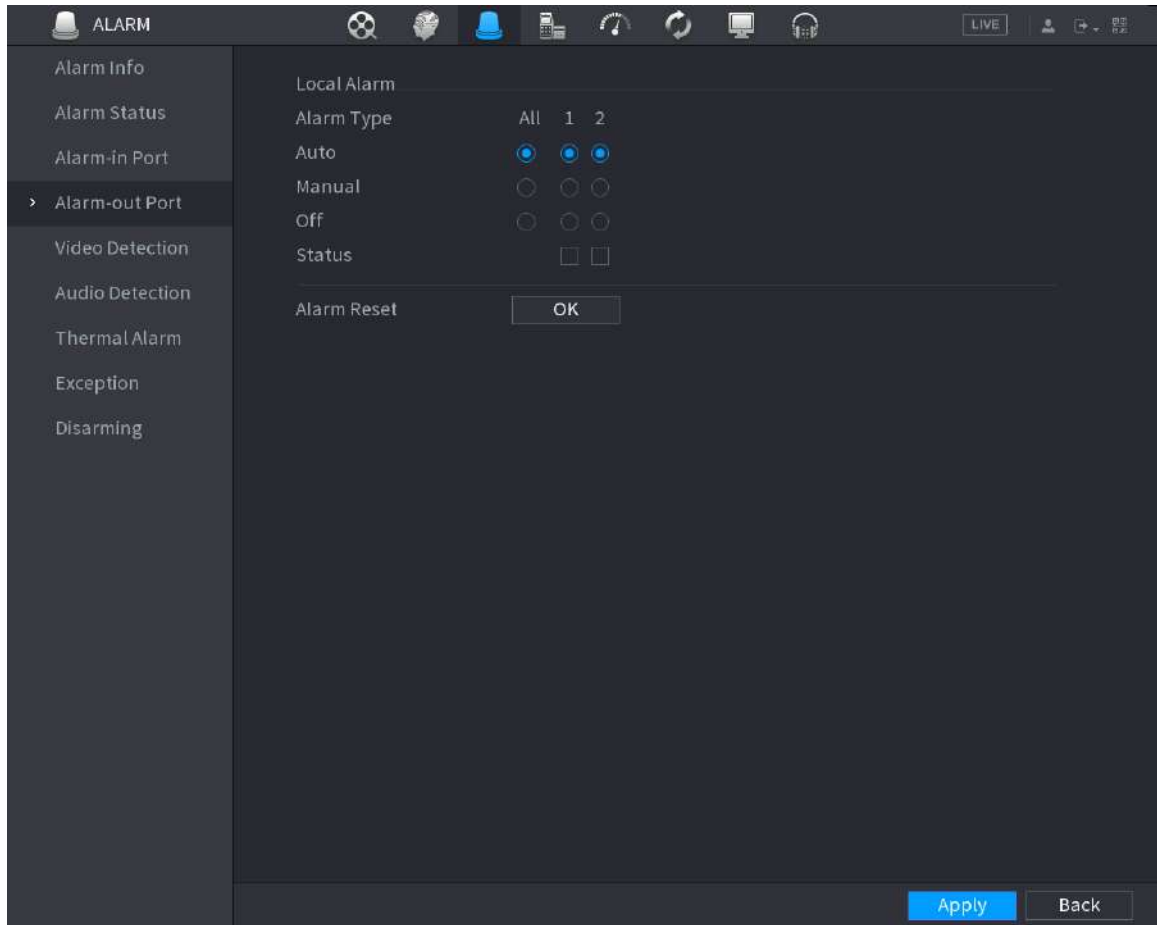 ALARM
LIVE
Alarm Info
Alarm Status
Alarm-in Port
Alarm-out Port
Video Detection
Audio Detection
Thermal Alarm
Exception
Disarming
Local Alarm
Alarm Type All 1 2
Auto
Manual
Off
Status
Alarm Reset OK
Apply Back